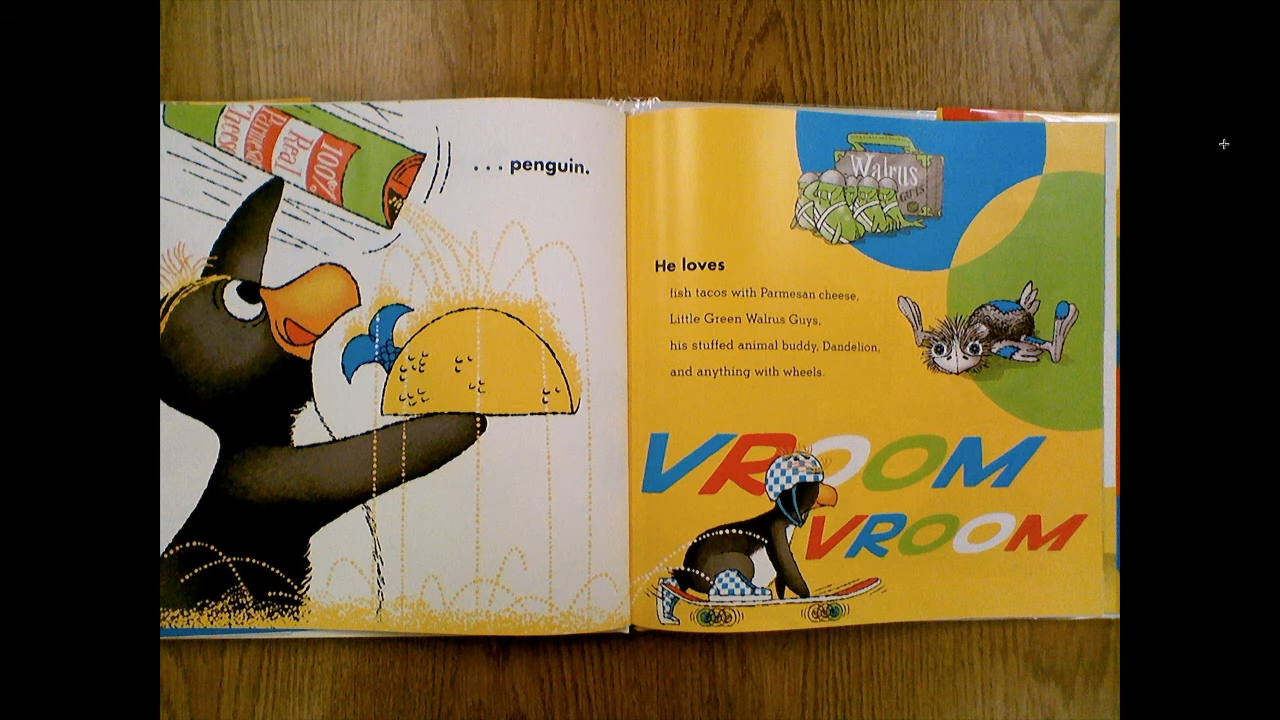 100%
Real
Parmesan
Cheese
. . . penguin.
Walrus
Guys
He loves
fish tacos with Parmesan cheese,
Little Green Walrus Guys,
his stuffed animal buddy, Dandelion,
and anything with wheels.
VROOM
VROOM